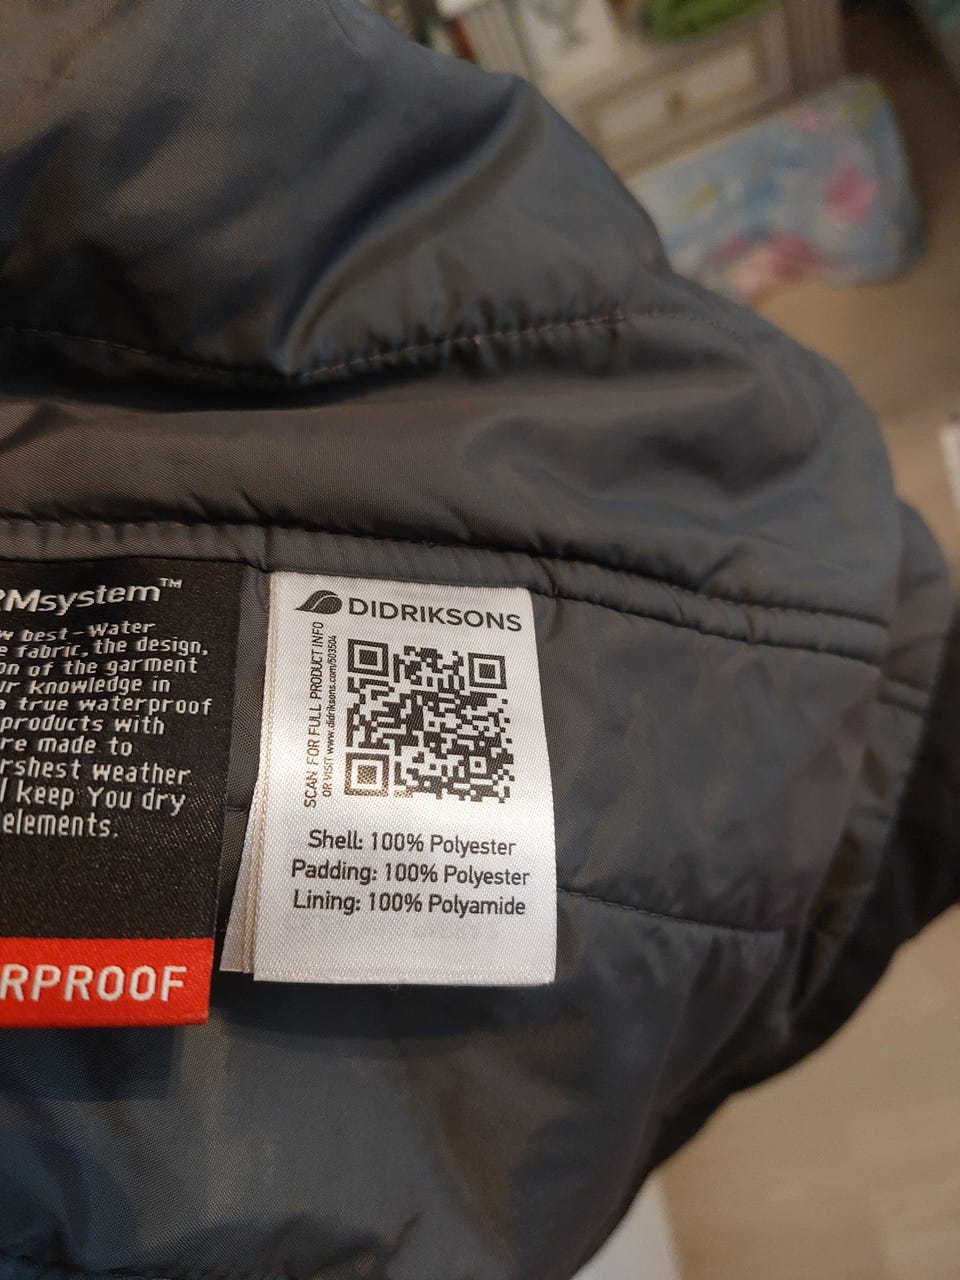 RMsystem™
best-Water
fabric, the design,
on of the garment
ur knowledge in
a true waterproof
products with
re made to
rshest weather
l keep You dry
elements.
RPROOF
DIDRIKSONS
SCAN FOR FULL PRODUCT INFO
OR VISIT www.didriksons.com/503504
Shell: 100% Polyester
Padding: 100% Polyester
Lining: 100% Polyamide